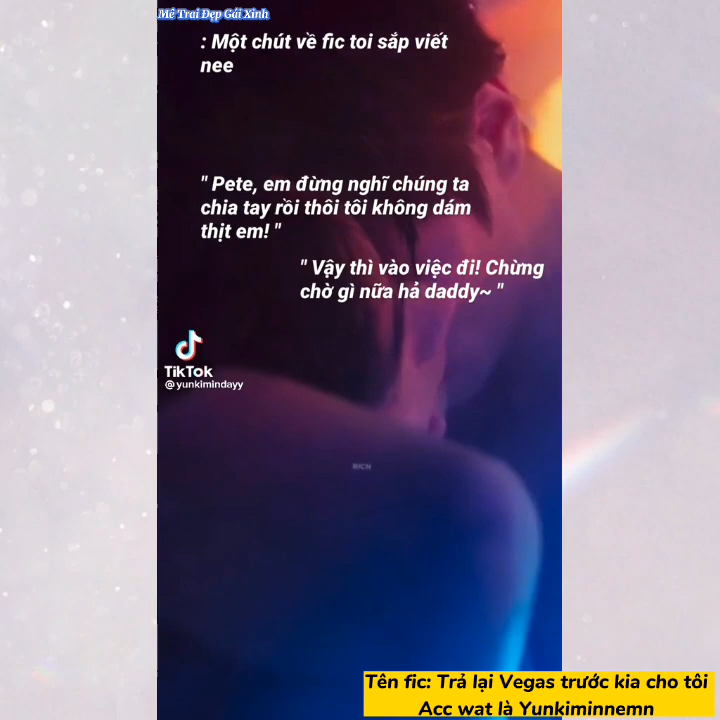 Mê Trai Đẹp Gái Xinh
: Một chút về fic toi sắp viết
nee
" Pete, em đừng nghĩ chúng ta
chia tay rồi thôi tôi không dám
thịt em! "
" Vậy thì vào việc đi! Chừng
chờ gì nữa hả daddy~ "
TikTok
@yunkimindayy
RICN
Tên fic: Trả lại Vegas trước kia cho tôi
Acc wat là Yunkiminnemn